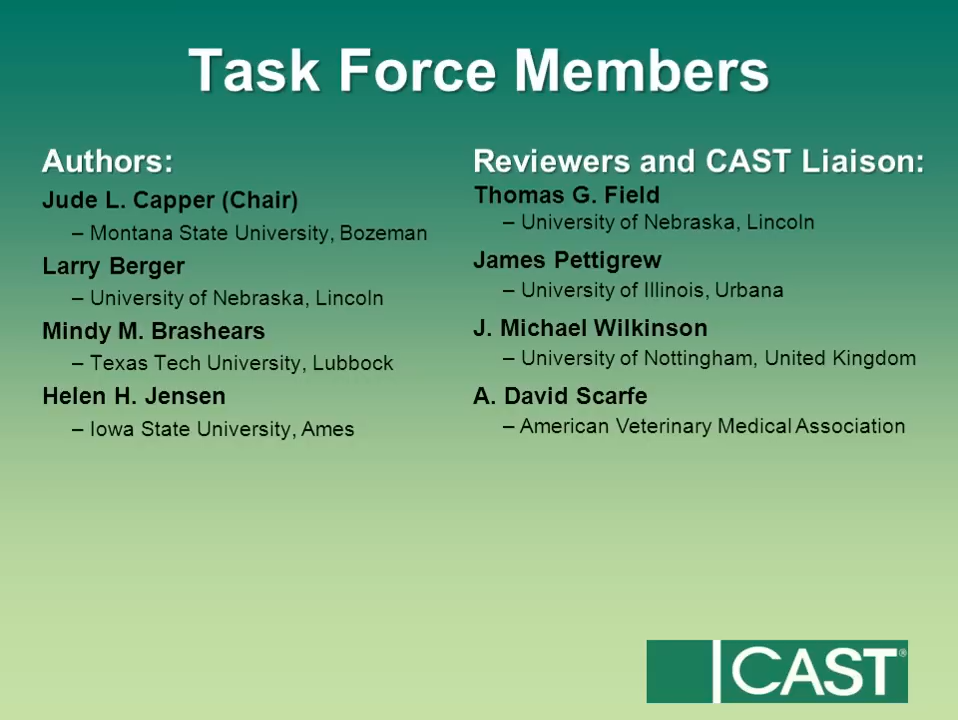 Task Force Members
Authors:
Jude L. Capper (Chair)
– Montana State University, Bozeman
Larry Berger
– University of Nebraska, Lincoln
Mindy M. Brashears
– Texas Tech University, Lubbock
Helen H. Jensen
– Iowa State University, Ames
Reviewers and CAST Liaison:
Thomas G. Field
– University of Nebraska, Lincoln
James Pettigrew
– University of Illinois, Urbana
J. Michael Wilkinson
– University of Nottingham, United Kingdom
A. David Scarfe
– American Veterinary Medical Association
CAST®